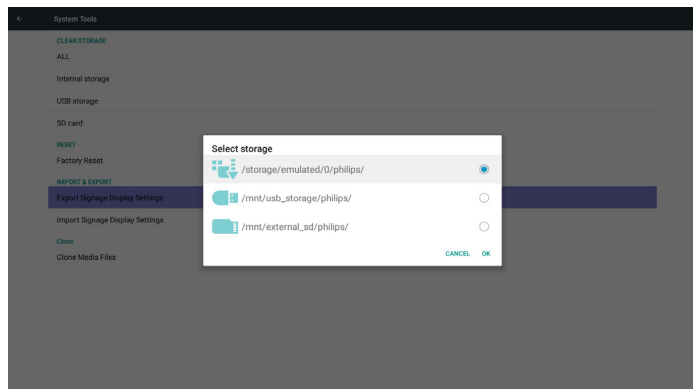 System Tools
CLEAR STORAGE
ALL
Internal storage
USB storage
SD card
RESET
Factory Reset
IMPORT & EXPORT
Export Signage Display Settings
Import Signage Display Settings
Clone
Clone Media Files
Select storage
/storage/emulated/0/philips/
/mnt/usb_storage/philips/
/mnt/external_sd/philips/
CANCEL OK